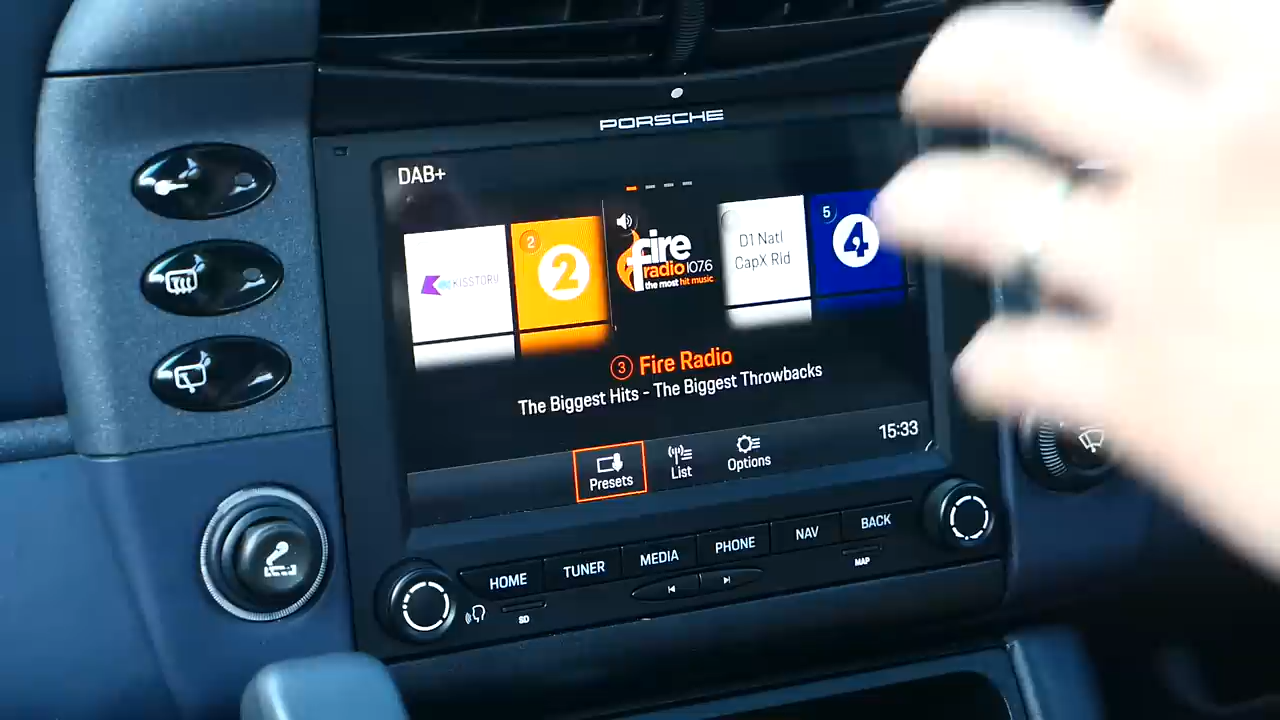 PORSCHE
DAB+
KISSTORY
2
2
fire
radio 107.6
the most hit music
D1 Natl
CapX Rld
5
4
3 Fire Radio
The Biggest Hits - The Biggest Throwbacks
15:33
Presets
List
Options
HOME
TUNER
MEDIA
PHONE
NAV
BACK
SD
MAP